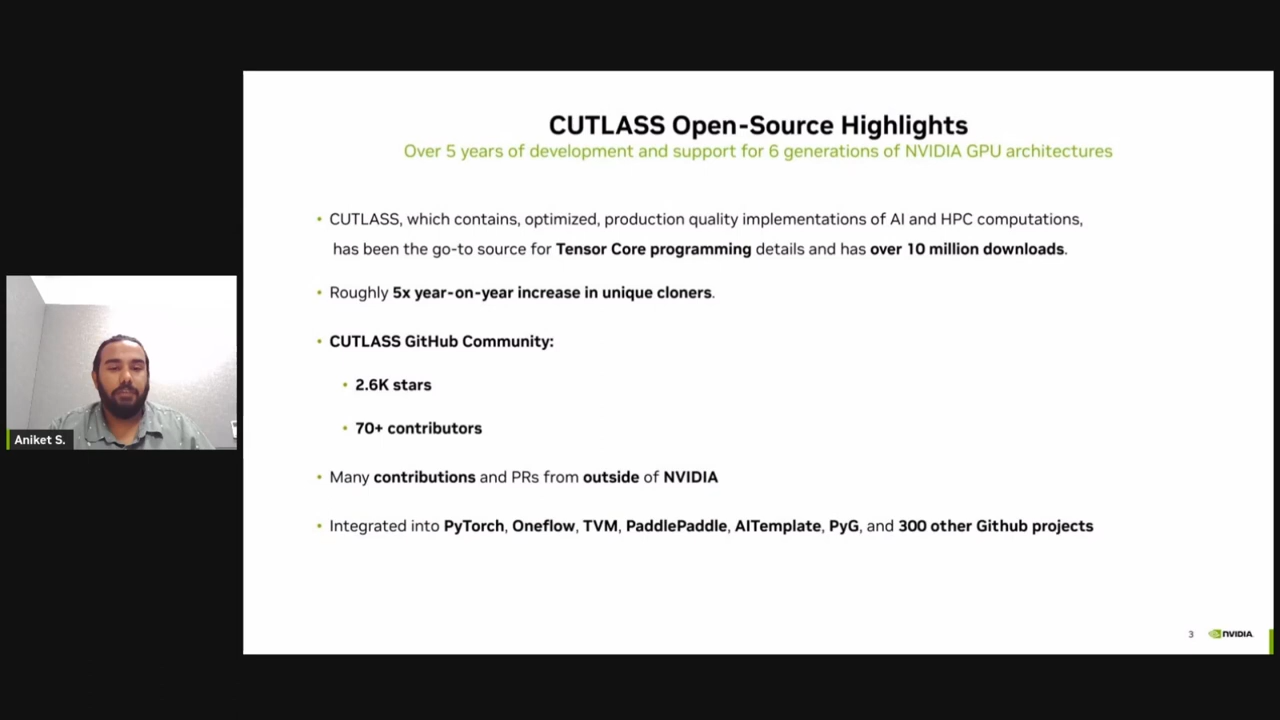 CUTLASS Open-Source Highlights
Over 5 years of development and support for 6 generations of NVIDIA GPU architectures
• CUTLASS, which contains, optimized, production quality implementations of AI and HPC computations,
has been the go-to source for Tensor Core programming details and has over 10 million downloads.
• Roughly 5x year-on-year increase in unique cloners.
• CUTLASS GitHub Community:
• 2.6K stars
• 70+ contributors
• Many contributions and PRs from outside of NVIDIA
• Integrated into PyTorch, Oneflow, TVM, PaddlePaddle, AITemplate, PyG, and 300 other Github projects
Aniket S.
3
NVIDIA